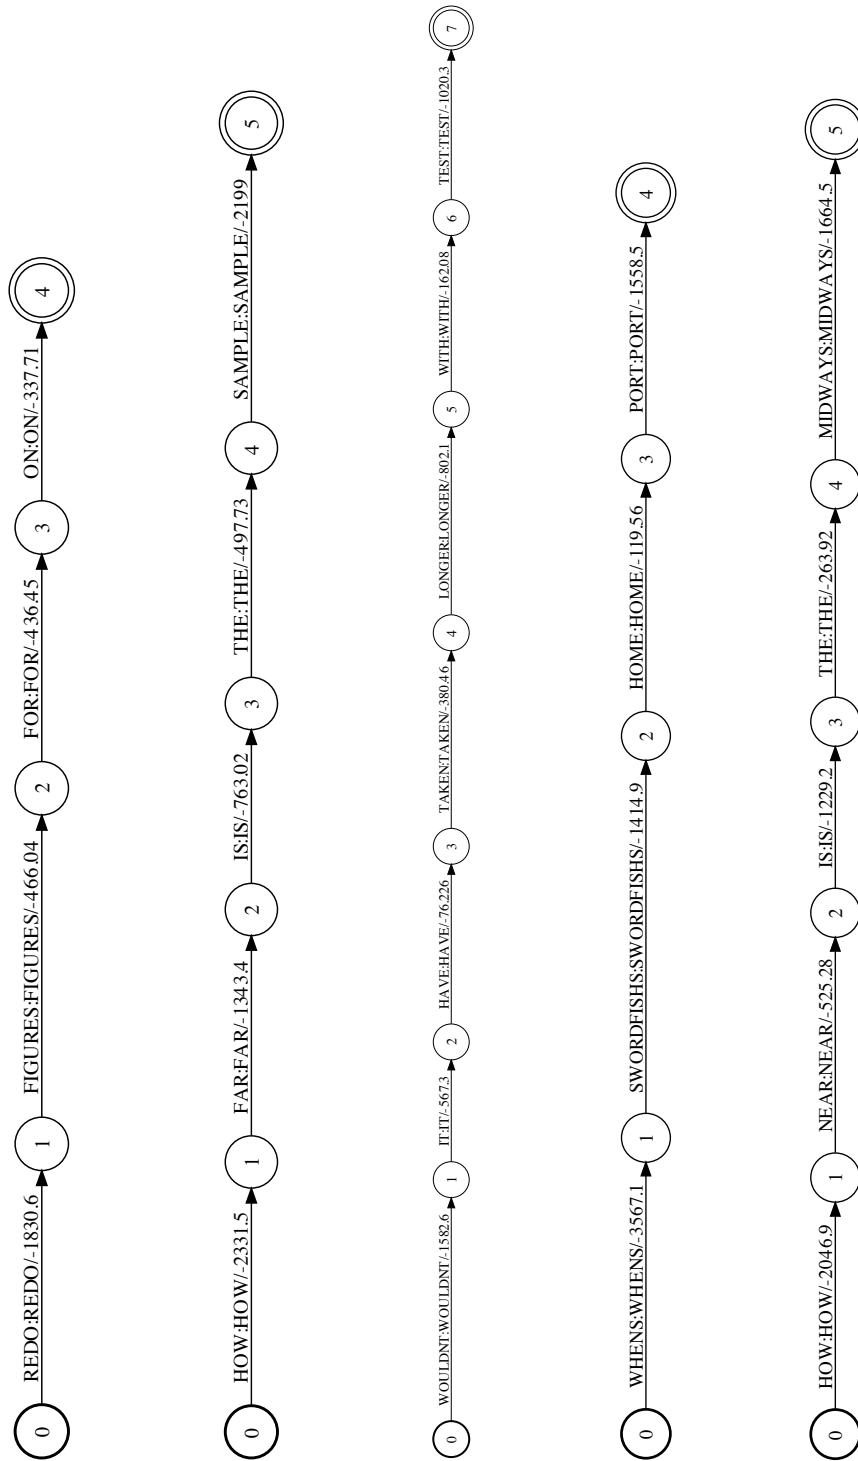 0 REDO:REDO/-1830.6 1 FIGURES:FIGURES/-466.04 2 FOR:FOR/-436.45 3 ON:ON/-337.71 4
0 HOW:HOW/-2331.5 1 FAR:FAR/-1343.4 2 IS:IS/-763.02 3 THE:THE/-497.73 4 SAMPLE:SAMPLE/-2199 5
0 WOULDNT:WOULDNT/-1582.6 1 IT:IT/-567.3 2 HAVE:HAVE/-76.226 3 TAKEN:TAKEN/-380.46 4 LONGER:LONGER/-802.1 5 WITH:WITH/-162.08 6 TEST:TEST/-1020.3 7
0 WHENS:WHENS/-3567.1 1 SWORDFISHS:SWORDFISHS/-1414.9 2 HOME:HOME/-119.56 3 PORT:PORT/-1558.5 4
0 HOW:HOW/-2046.9 1 NEAR:NEAR/-525.28 2 IS:IS/-1229.2 3 THE:THE/-263.92 4 MIDWAYS:MIDWAYS/-1664.5 5